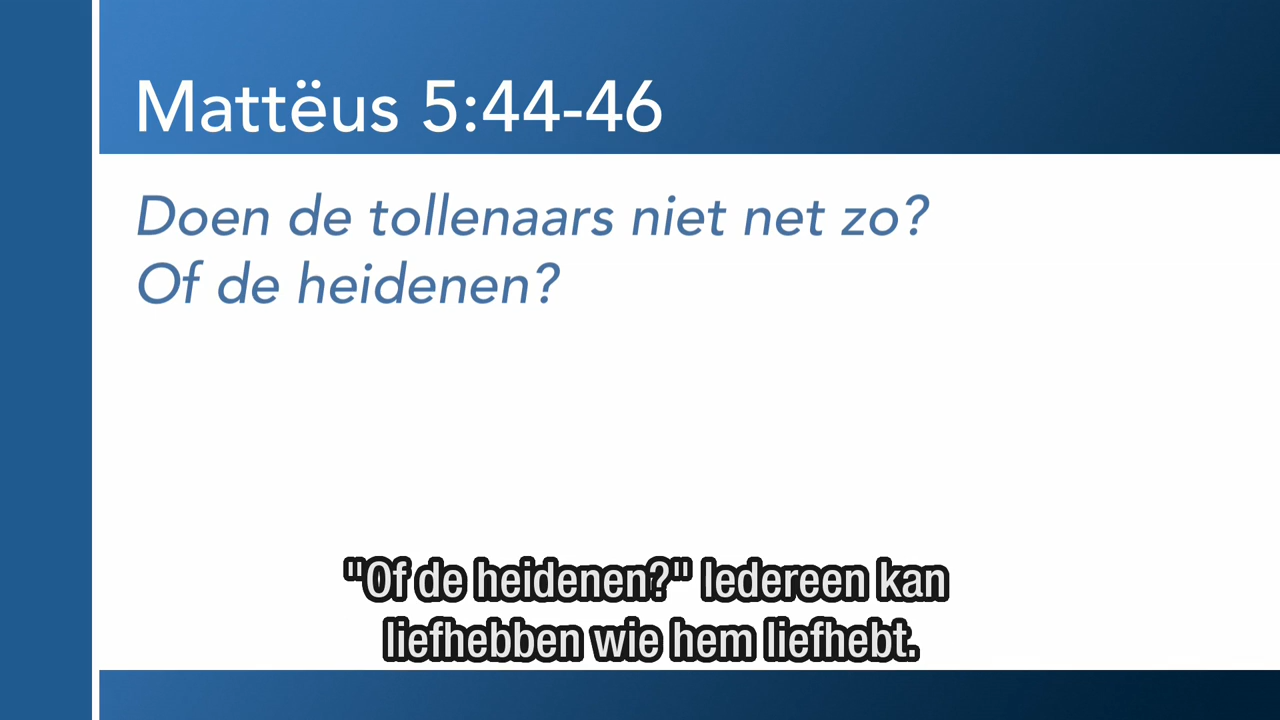 Mattëus 5:44-46
Doen de tollenaars niet net zo?
Of de heidenen?
"Of de heidenen?" Iedereen kan
liefhebben wie hem liefhebt.